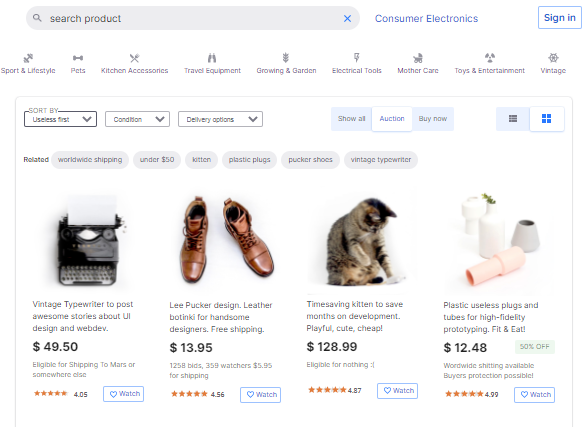 search product
Consumer Electronics
Sign in
Sport & Lifestyle
Pets
Kitchen Accessories
Travel Equipment
Growing & Garden
Electrical Tools
Mother Care
Toys & Entertainment
Vintage
SORT BY
Useless first
Condition
Delivery options
Show all
Auction
Buy now
Related
worldwide shipping
under $50
kitten
plastic plugs
pucker shoes
vintage typewriter
Vintage Typewriter to post
awesome stories about UI
design and webdev.
$ 49.50
Eligible for Shipping To Mars or
somewhere else
4.05
Watch
Lee Pucker design. Leather
botinki for handsome
designers. Free shipping.
$ 13.95
1258 bids, 359 watchers $5.95
for shipping
4.56
Watch
Timesaving kitten to save
months on development.
Playful, cute, cheap!
$ 128.99
Eligible for nothing :(
4.87
Watch
Plastic useless plugs and
tubes for high-fidelity
prototyping. Fit & Eat!
$ 12.48
50% OFF
Wordwide shitting available
Buyers protection possible!
4.99
Watch